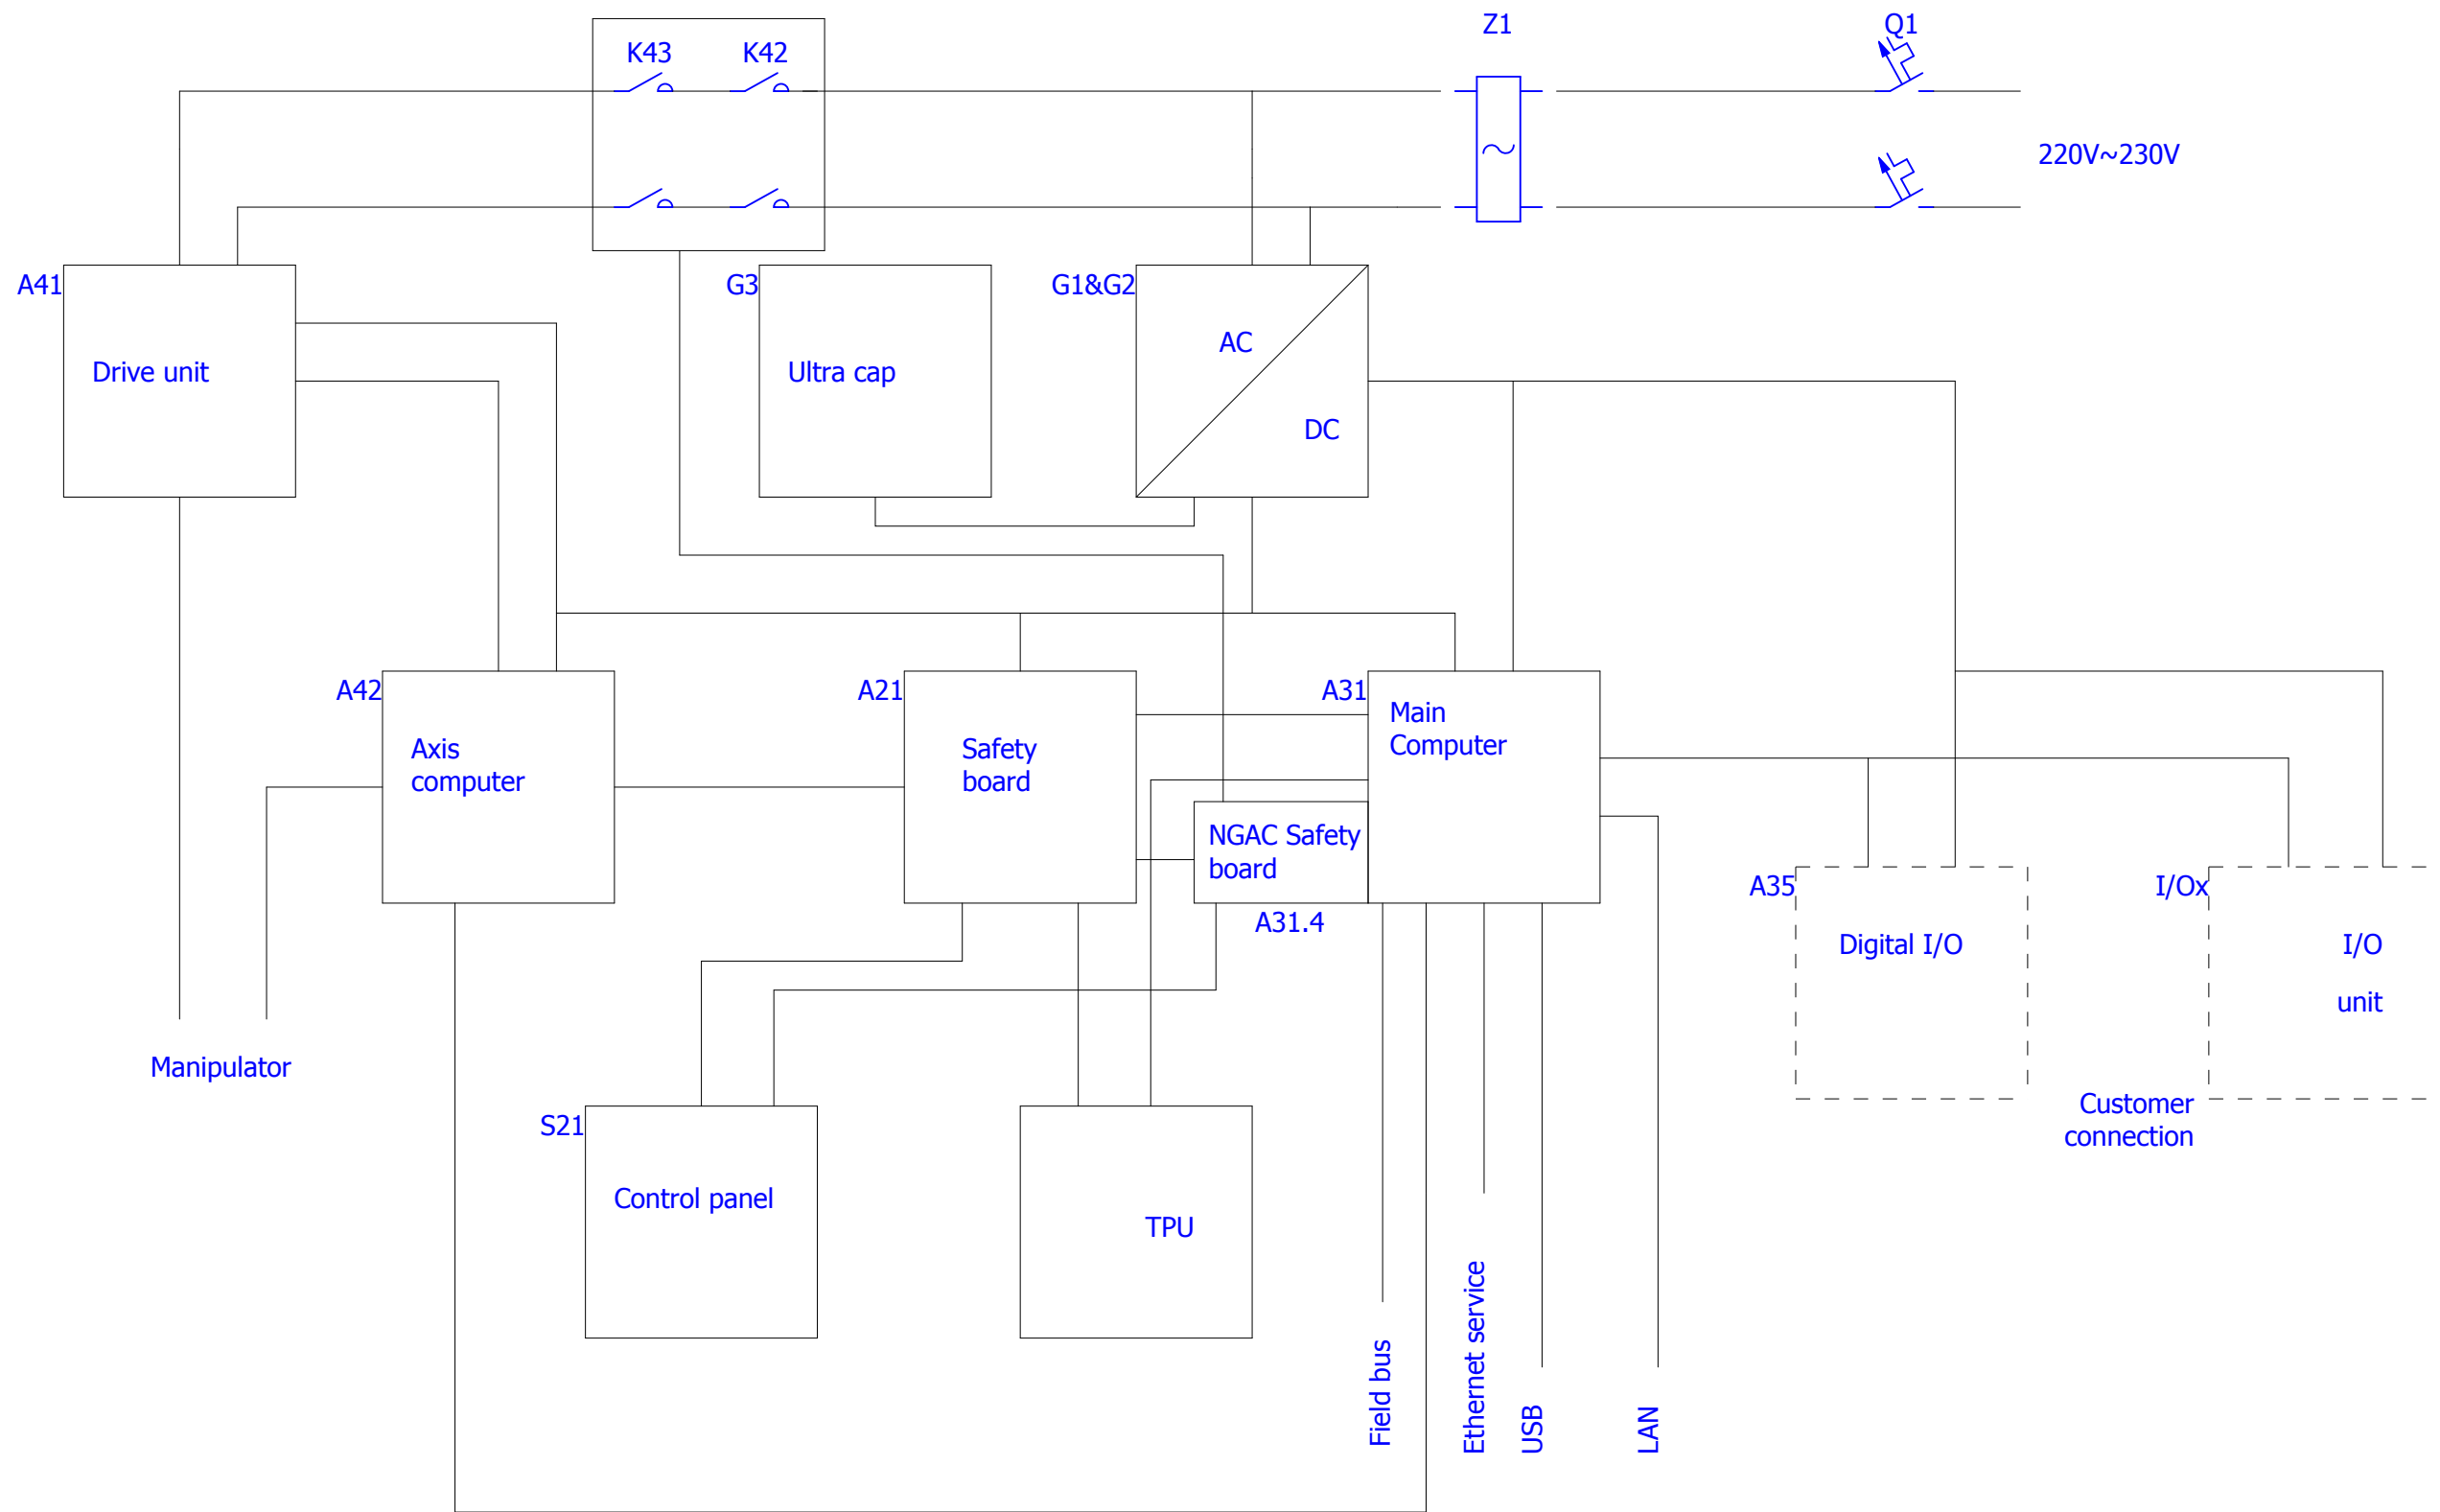 Z1
Q1
K43
K42
220V~230V
A41
G3
G1&G2
AC
Drive unit
Ultra cap
DC
A42
A21
A31
Main
Computer
Axis
computer
Safety
board
NGAC Safety
board
A31.4
A35
I/Ox
Digital I/O
I/O
unit
Manipulator
Customer
connection
S21
Control panel
TPU
Field bus
Ethernet service
USB
LAN